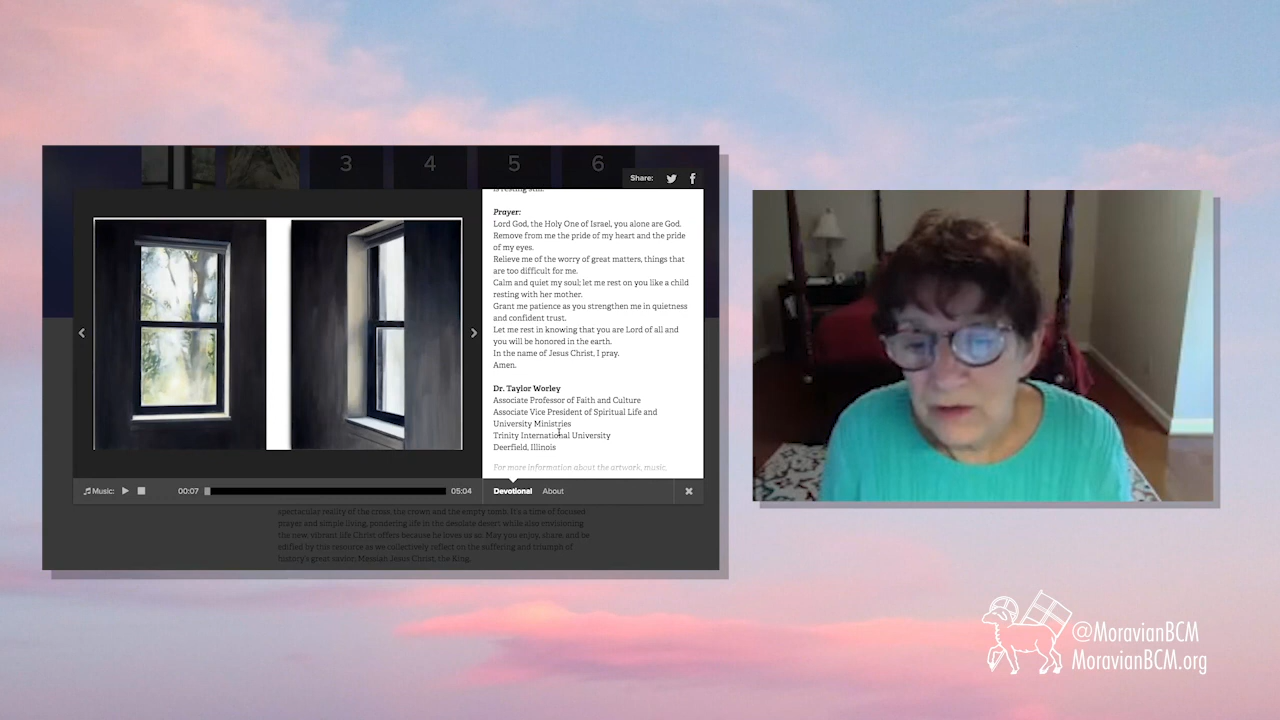 3 4 5 6
Share:
is resting still.
Prayer:
Lord God, the Holy One of Israel, you alone are God.
Remove from me the pride of my heart and the pride
of my eyes.
Relieve me of the worry of great matters, things that
are too difficult for me.
Calm and quiet my soul; let me rest on you like a child
resting with her mother.
Grant me patience as you strengthen me in quietness
and confident trust.
Let me rest in knowing that you are Lord of all and
you will be honored in the earth.
In the name of Jesus Christ, I pray.
Amen.
Dr. Taylor Worley
Associate Professor of Faith and Culture
Associate Vice President of Spiritual Life and
University Ministries
Trinity International University
Deerfield, Illinois
For more information about the artwork, music,
Music: 00:07 05:04 Devotional About
spectacular reality of the cross, the crown and the empty tomb. It's a time of focused
prayer and simple living, pondering life in the desolate desert while also envisioning
the new, vibrant life Christ offers because he loves us so. May you enjoy, share, and be
edified by this resource as we collectively reflect on the suffering and triumph of
history's great savior: Messiah Jesus Christ, the King.
@MoravianBCM
MoravianBCM.org